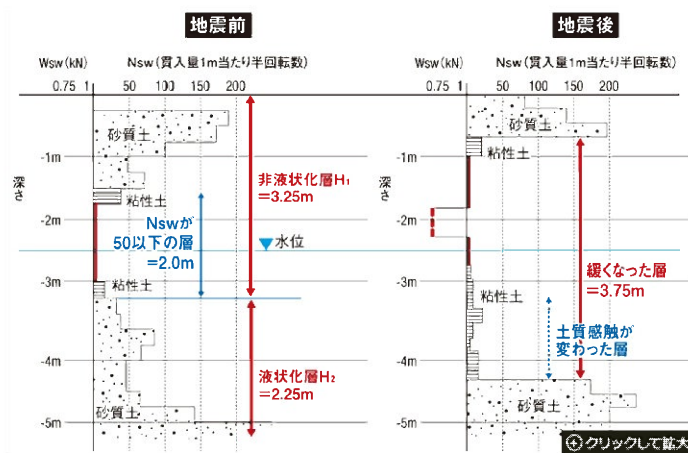 地震前
Wsw(kN) Nsw(貫入量1m当たり半回転数)
0.75 1 50 100 150 200
砂質土
-1m
深さ
粘性土
-2m
Nswが
50以下の層
=2.0m
非液状化層H₁
=3.25m
水位
-3m
粘性土
-4m
液状化層H₂
=2.25m
砂質土
-5m
地震後
Wsw(kN) Nsw(貫入量1m当たり半回転数)
0.75 1 50 100 150 200
砂質土
-1m
粘性土
深さ
-2m
-3m
緩くなった層
=3.75m
粘性土
土質感触が
変わった層
-4m
砂質土
-5m
クリックして拡大